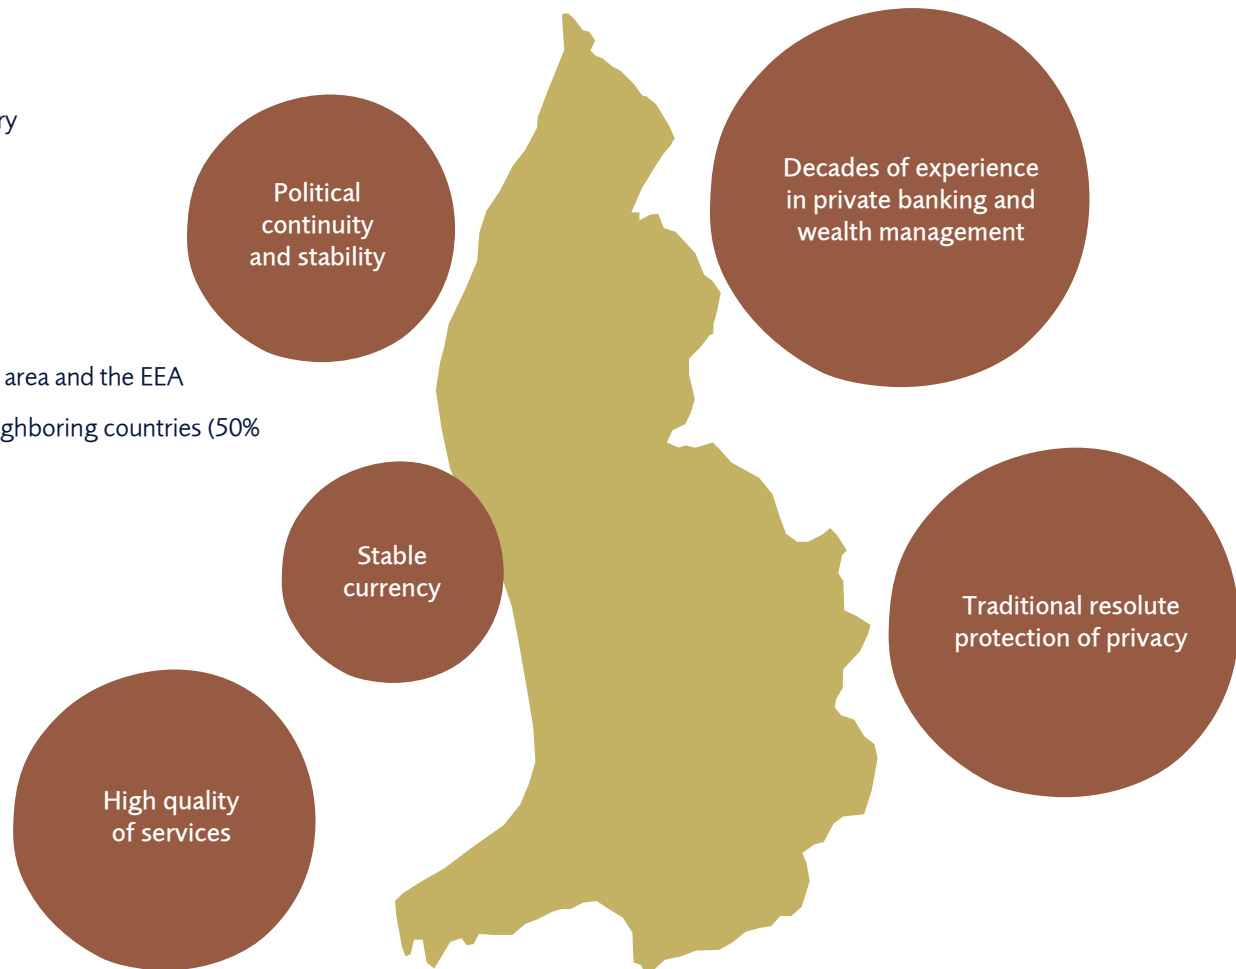 ry
area and the EEA
ghboring countries (50%
Political
continuity
and stability
Decades of experience
in private banking and
wealth management
Stable
currency
Traditional resolute
protection of privacy
High quality
of services